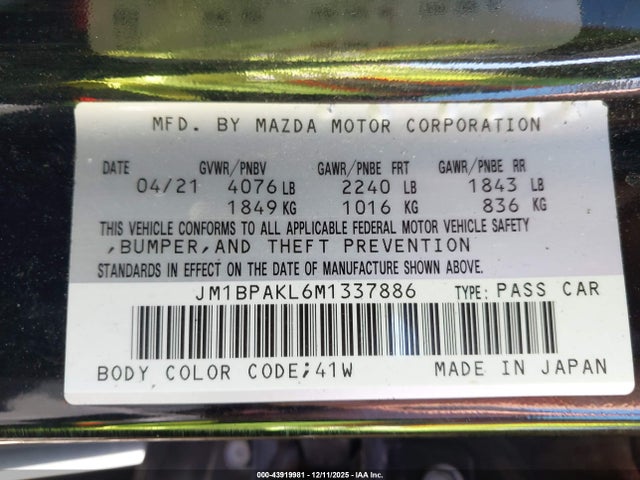 MFD. BY MAZDA MOTOR CORPORATION
DATE GVWR/PNBV GAWR/PNBE FRT GAWR/PNBE RR
04/21 4076 LB 2240 LB 1843 LB
1849 KG 1016 KG 836 KG
THIS VEHICLE CONFORMS TO ALL APPLICABLE FEDERAL MOTOR VEHICLE SAFETY
,BUMPER,AND THEFT PREVENTION
STANDARDS IN EFFECT ON THE DATE OF MANUFACTURE SHOWN ABOVE.
JM1BPAKL6M1337886 TYPE: PASS CAR
BODY COLOR CODE;41W MADE IN JAPAN
000-43919981 - 12/11/2025 - IAA Inc.